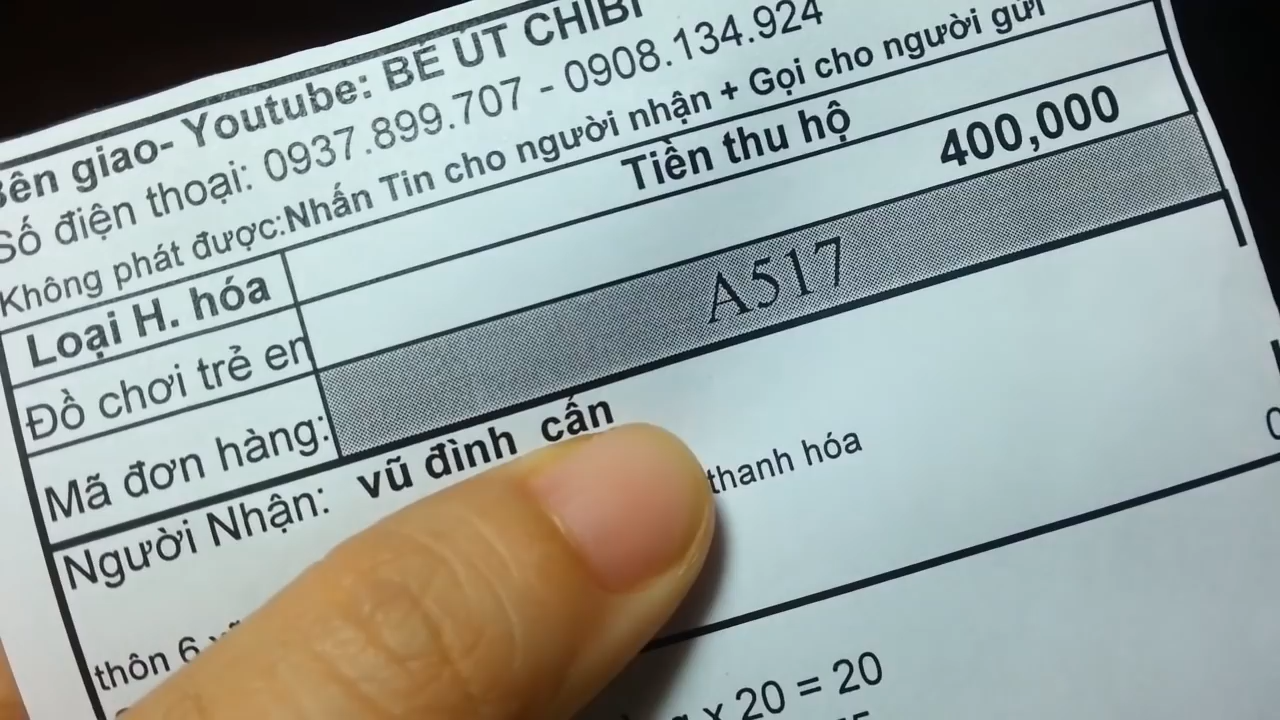 Bên giao- Youtube: BÉ ÚT CHIBI
Số điện thoại: 0937.899.707 - 0908.134.924
Không phát được:Nhấn Tin cho người nhận + Gọi cho người gửi
Loại H. hóa
Tiền thu hộ 400,000
Đồ chơi trẻ em
Mã đơn hàng: A517
Người Nhận: vũ đình cấn
thôn 6
thanh hóa
x 20 = 20